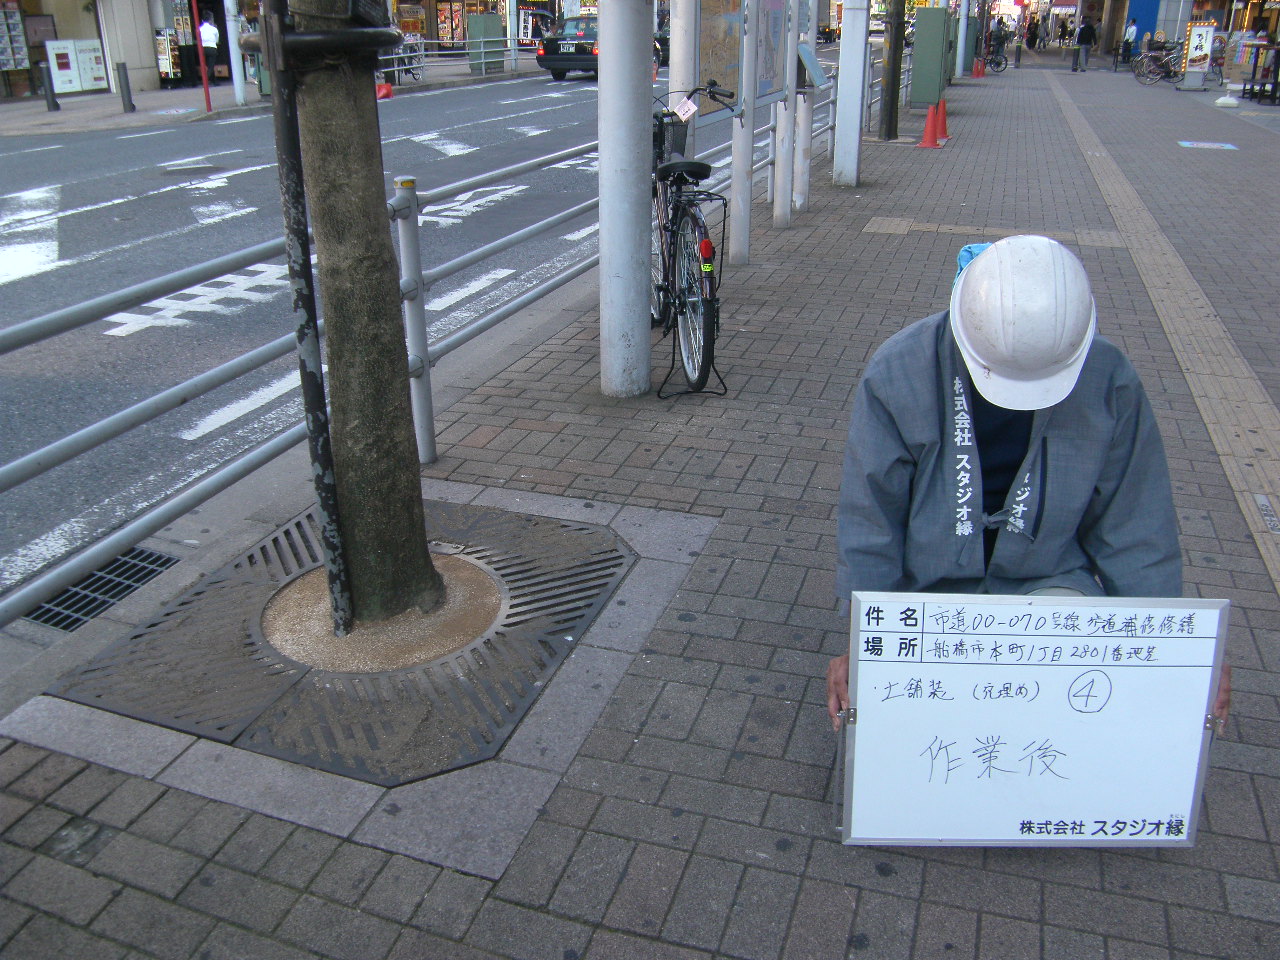 株式会社 スタジオ縁
ジオ縁
件名 市道00-070号線 歩道補修修繕
場所 船橋市本町1丁目2801番地先
・土舗装 (穴埋め) ④
作業後
株式会社 スタジオ縁